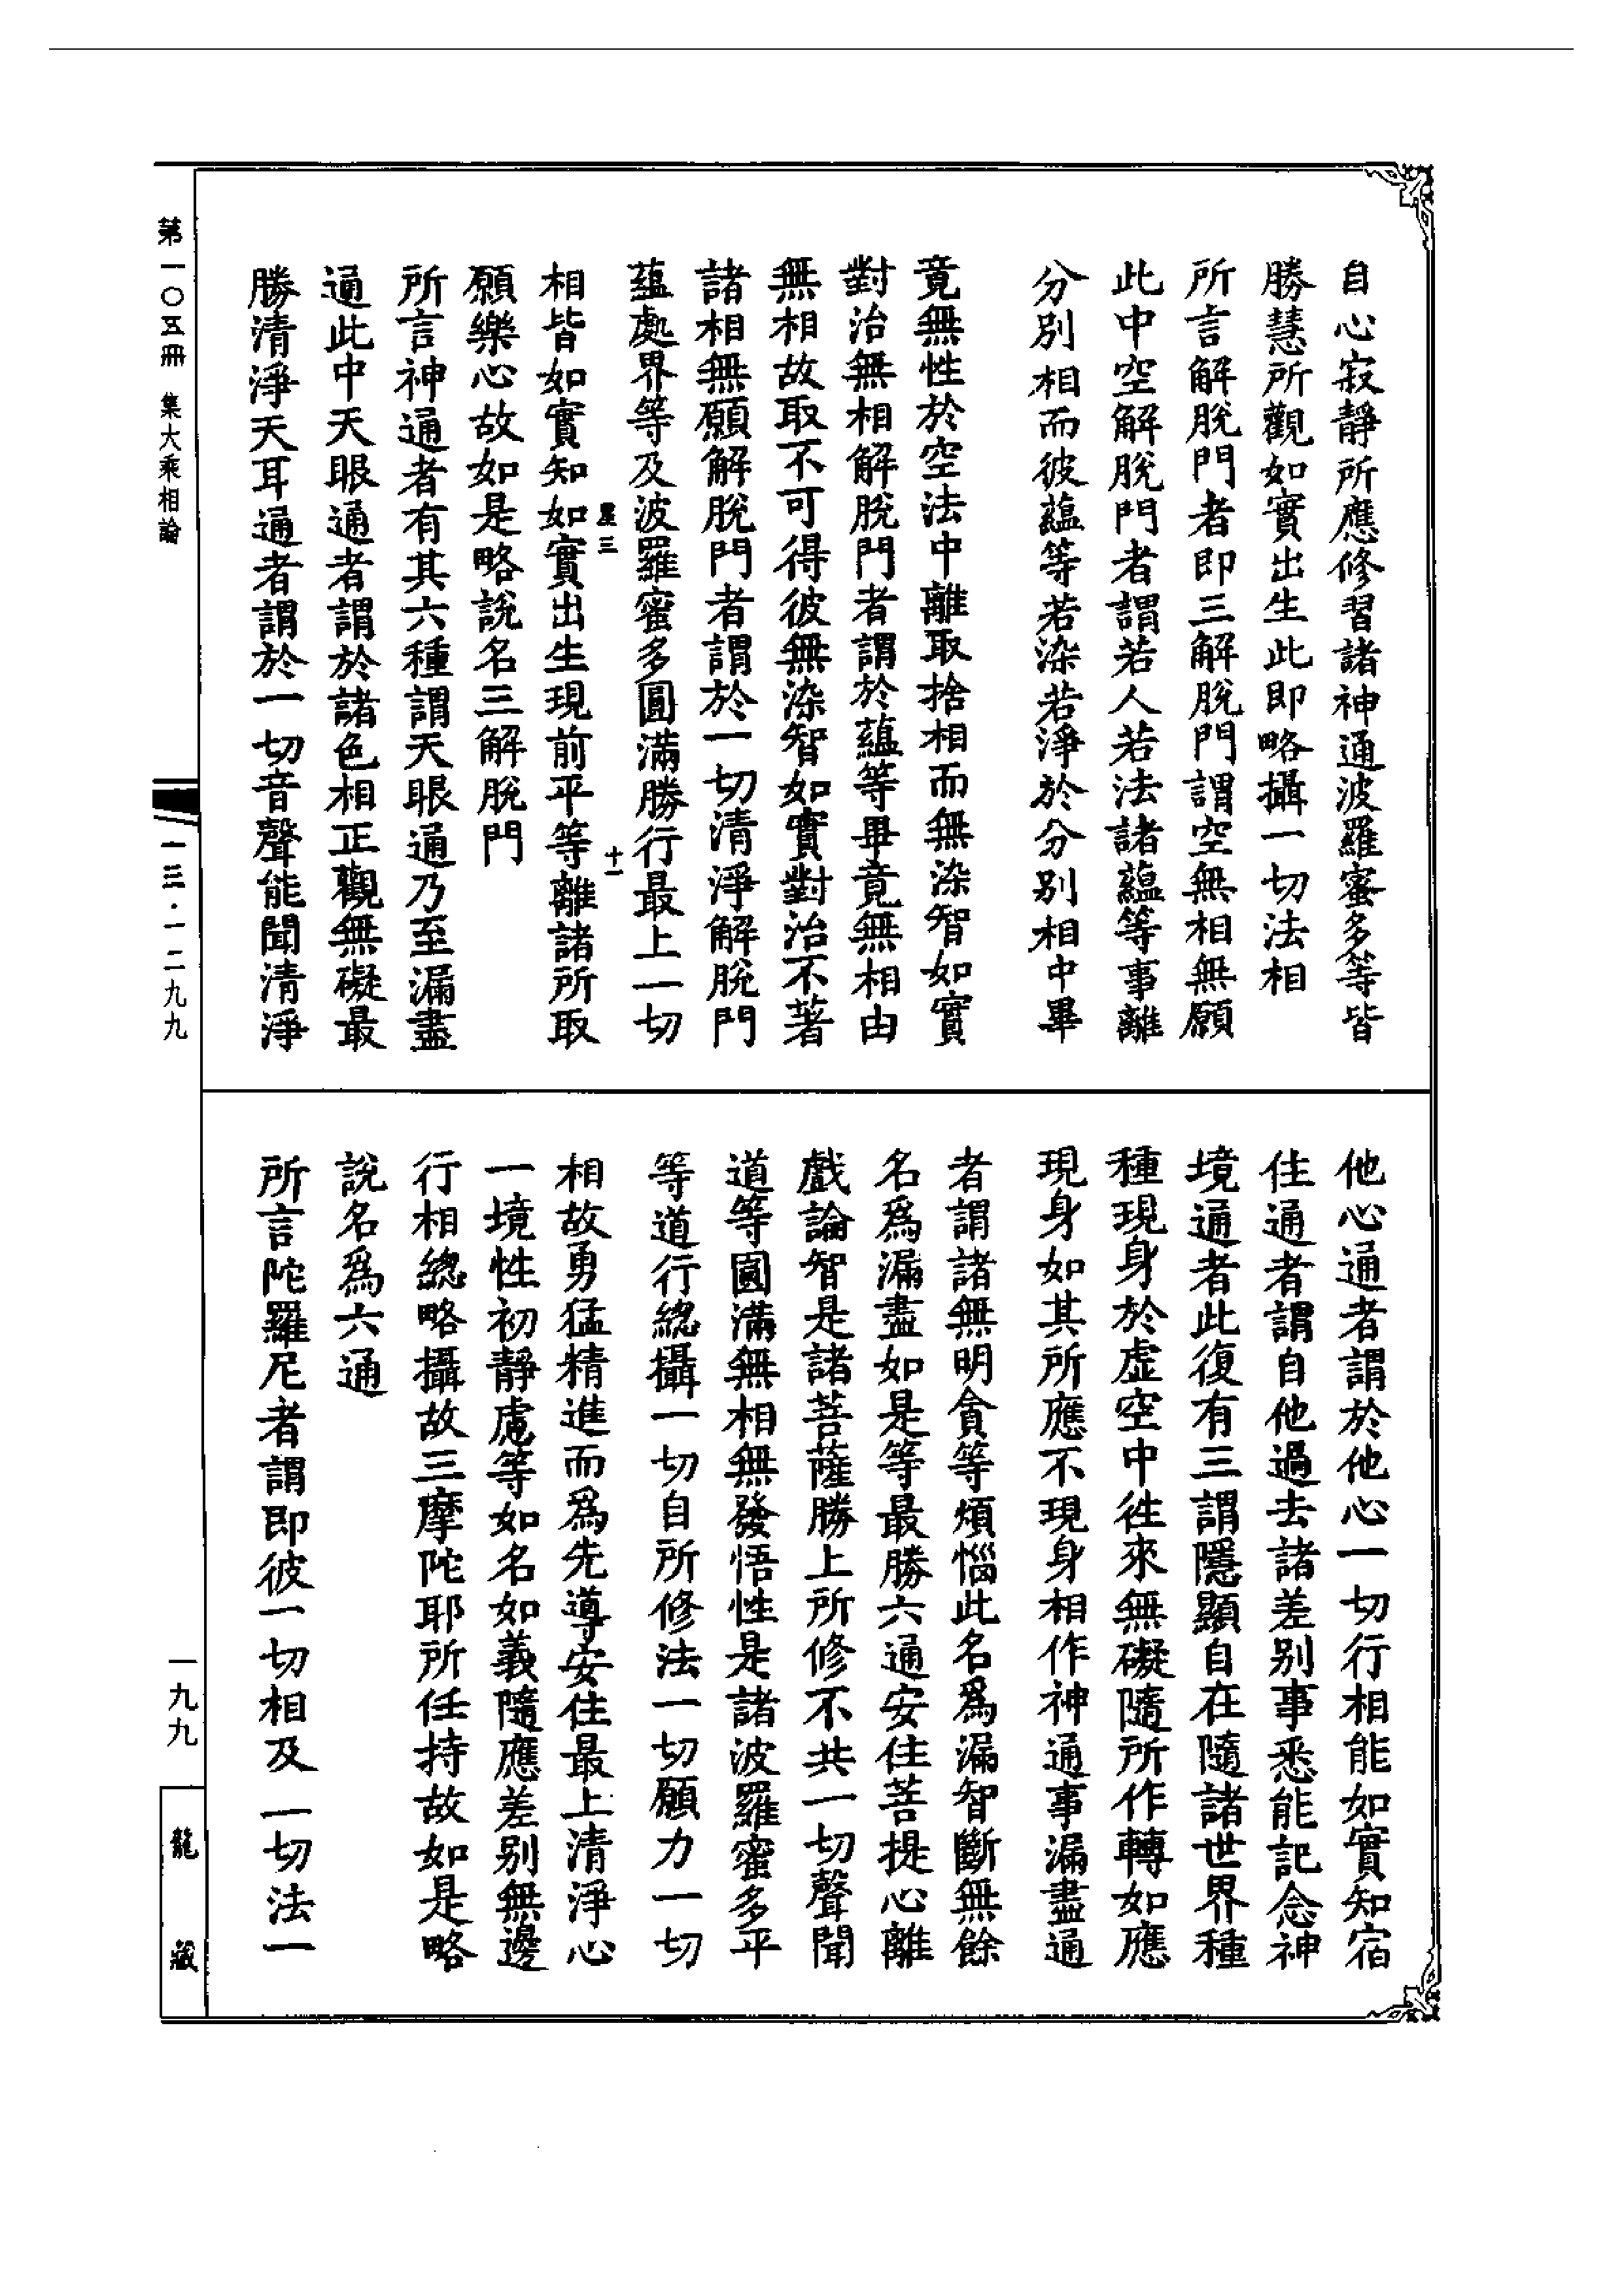 自心寂靜所應修習諸神通波羅蜜多等皆
勝慧所觀如實出生此即略攝一切法相
所言解脫門者即三解脫門謂空無相無願
此中空解脫門者謂若人若法諸蘊等事離
分別相而彼蘊等若染若淨於分別相中畢
竟無性於空法中離取捨相而無染智如實
對治無相解脫門者謂於蘊等畢竟無相由
無相故取不可得彼無染智如實對治不著
諸相無願解脫門者謂於一切清淨解脫門
蘊處界等及波羅蜜多圓滿勝行最上一切
三 十一
相皆如實知如實出生現前平等離諸所取
願樂心故如是略說名三解脫門
所言神通者有其六種謂天眼通乃至漏盡
通此中天眼通者謂於諸色相正觀無礙最
勝清淨天耳通者謂於一切音聲能聞清淨
他心通者謂於他心一切行相能如實知宿
住通者謂自他過去諸差別事悉能記念神
境通者此復有三謂隱顯自在隨諸世界種
種現身於虛空中往來無礙隨所作轉如應
現身如其所應不現身相作神通事漏盡通
者謂諸無明貪等煩惱此名為漏智斷無餘
名為漏盡如是等最勝六通安住菩提心離
戲論智是諸菩薩勝上所修不共一切聲聞
道等圓滿無相無發悟性是諸波羅蜜多平
等道行總攝一切自所修法一切願力一切
相故勇猛精進而為先導安住最上清淨心
一境性初靜慮等如名如義隨應差別無邊
行相總略攝故三摩陀耶所任持故如是略
說名為六通
所言陀羅尼者謂即彼一切相及一切法一
第一〇五冊 集大乘相論
一三·一二九九
一九九
龍藏